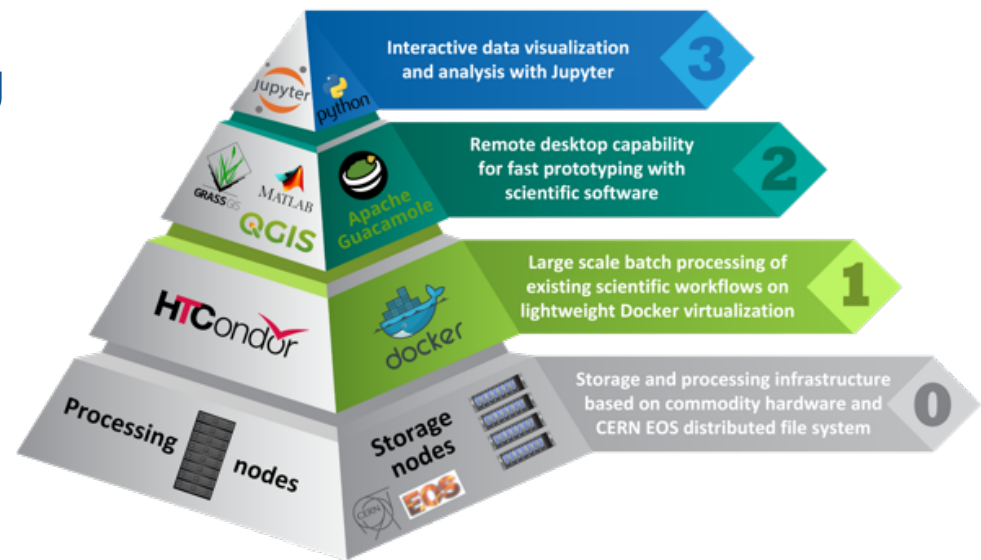 jupyter
python
Interactive data visualization
and analysis with Jupyter
3
GRASS GIS
MATLAB
QGIS
Apache
Guacamole
Remote desktop capability
for fast prototyping with
scientific software
2
HTCondor
docker
Large scale batch processing of
existing scientific workflows on
lightweight Docker virtualization
1
Processing
nodes
Storage
nodes
CERN
EOS
Storage and processing infrastructure
based on commodity hardware and
CERN EOS distributed file system
0